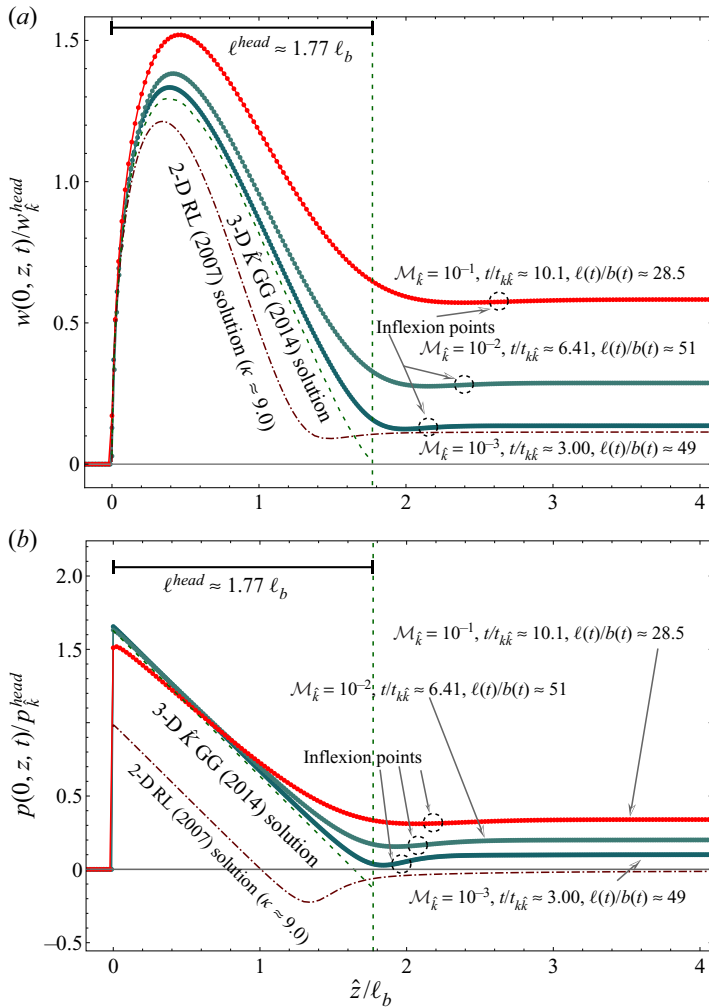 (a)
1.5
ℓ^head ≈ 1.77 ℓ_b
w(0, z, t)/w_k̂^head
1.0
2-D RL (2007) solution (κ ≈ 9.0)
3-D K̂ GG (2014) solution
ℳ_k̂ = 10^−1, t/t_kk̂ ≈ 10.1, ℓ(t)/b(t) ≈ 28.5
0.5
Inflexion points
ℳ_k̂ = 10^−2, t/t_kk̂ ≈ 6.41, ℓ(t)/b(t) ≈ 51
ℳ_k̂ = 10^−3, t/t_kk̂ ≈ 3.00, ℓ(t)/b(t) ≈ 49
0
0 1 2 3 4
(b)
2.0
ℓ^head ≈ 1.77 ℓ_b
ℳ_k̂ = 10^−1, t/t_kk̂ ≈ 10.1, ℓ(t)/b(t) ≈ 28.5
1.5
ℳ_k̂ = 10^−2, t/t_kk̂ ≈ 6.41, ℓ(t)/b(t) ≈ 51
p(0, z, t)/p_k̂^head
1.0
3-D K̂ GG (2014) solution
Inflexion points
0.5
2-D RL (2007) solution (κ ≈ 9.0)
0
ℳ_k̂ = 10^−3, t/t_kk̂ ≈ 3.00, ℓ(t)/b(t) ≈ 49
−0.5
0 1 2 3 4
ẑ/ℓ_b